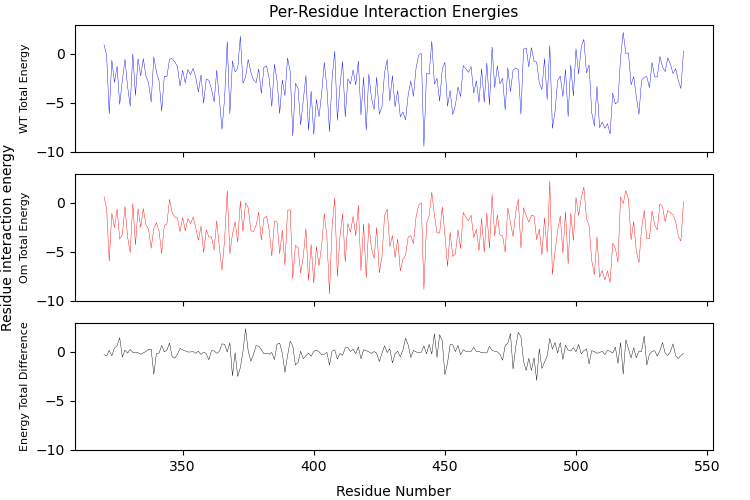 Per-Residue Interaction Energies
Residue interaction energy
WT Total Energy
0
−5
−10
Om Total Energy
0
−5
−10
Energy Total Difference
0
−5
−10
350 400 450 500 550
Residue Number